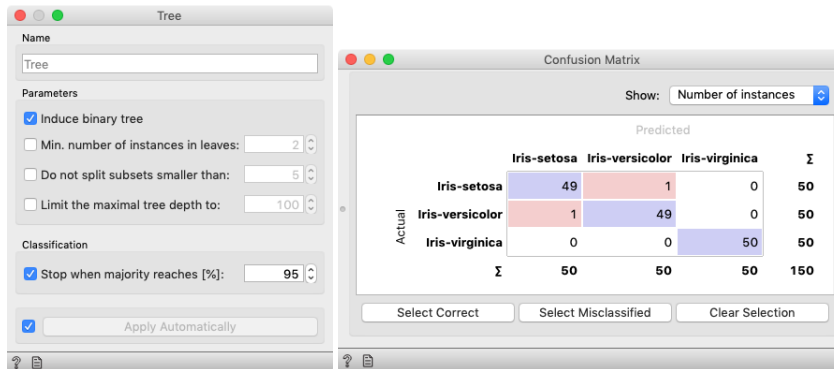 Tree
Name
Tree
Parameters
Induce binary tree
Min. number of instances in leaves: 2
Do not split subsets smaller than: 5
Limit the maximal tree depth to: 100
Classification
Stop when majority reaches [%]: 95
Apply Automatically
?
Confusion Matrix
Show: Number of instances
Predicted
Iris-setosa Iris-versicolor Iris-virginica Σ
Iris-setosa 49 1 0 50
Actual
Iris-versicolor 1 49 0 50
Iris-virginica 0 0 50 50
Σ 50 50 50 150
Select Correct Select Misclassified Clear Selection
?